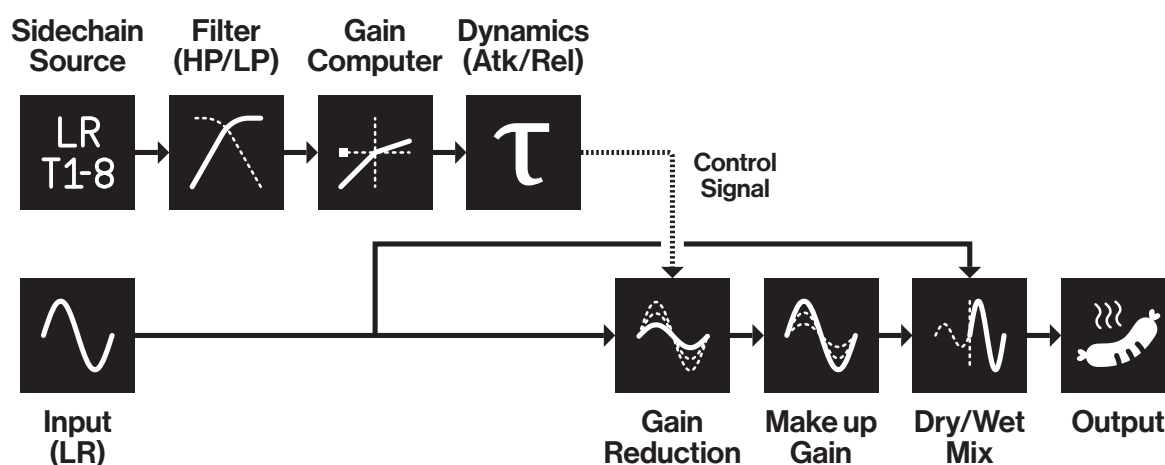 Sidechain
Source
Filter
(HP/LP)
Gain
Computer
Dynamics
(Atk/Rel)
LR
T1-8
τ
Control
Signal
Input
(LR)
Gain
Reduction
Make up
Gain
Dry/Wet
Mix
Output